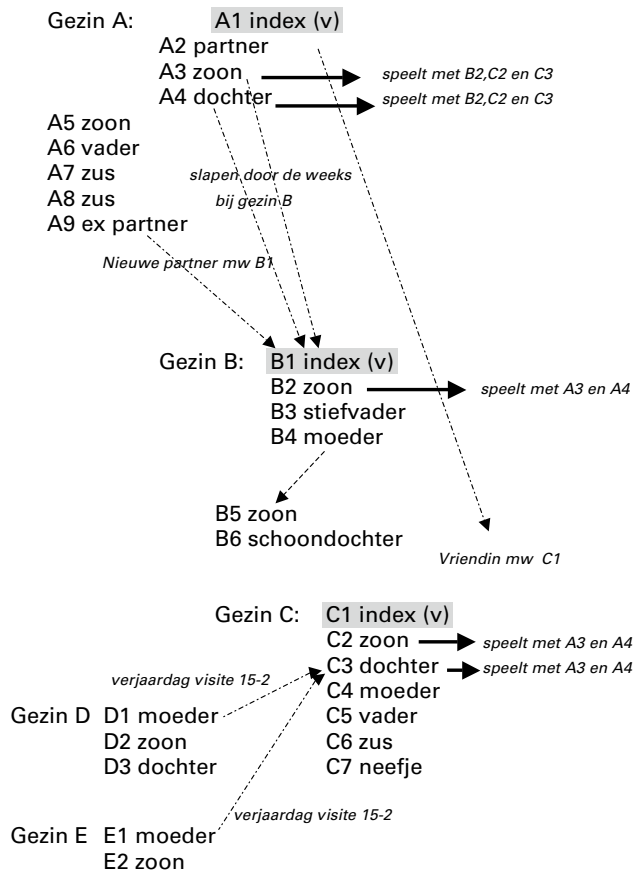 Gezin A: A1 index (v)
A2 partner
A3 zoon speelt met B2,C2 en C3
A4 dochter speelt met B2,C2 en C3
A5 zoon
A6 vader
A7 zus slapen door de weeks
A8 zus bij gezin B
A9 ex partner
Nieuwe partner mw B1
Gezin B: B1 index (v)
B2 zoon speelt met A3 en A4
B3 stiefvader
B4 moeder
B5 zoon
B6 schoondochter
Vriendin mw C1
Gezin C: C1 index (v)
C2 zoon speelt met A3 en A4
C3 dochter speelt met A3 en A4
verjaardag visite 15-2
C4 moeder
Gezin D D1 moeder C5 vader
D2 zoon C6 zus
D3 dochter C7 neefje
verjaardag visite 15-2
Gezin E E1 moeder
E2 zoon